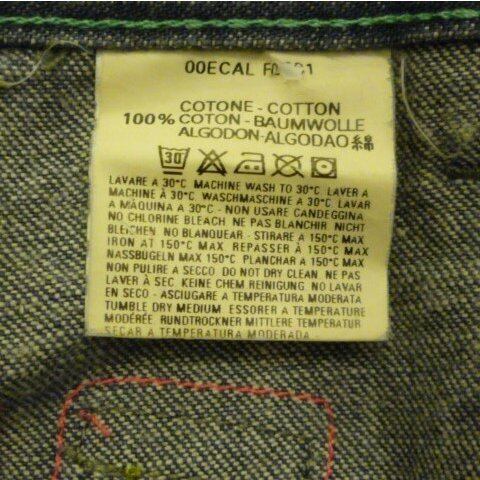 00ECAL
COTONE - COTTON
100% COTON - BAUMWOLLE
ALGODON - ALGODAO 綿
30
LAVARE A 30°C MACHINE WASH TO 30°C LAVER A
MACHINE À 30°C WASCHMASCHINE A 30°C LAVAR
A MÁQUINA A 30°C - NON USARE CANDEGGINA
NO CHLORINE BLEACH NE PAS BLANCHIR NICHT
BLEICHEN NO BLANQUEAR - STIRARE a 150°C MAX
IRON AT 150°C MAX REPASSER À 150°C MAX
NASSBUGELN MAX 150°C PLANCHAR A 150°C MAX
NON PULIRE A SECCO DO NOT DRY CLEAN NE PAS
LAVER À SEC KEINE CHEM REINIGUNG NO LAVAR
EN SECO - ASCIUGARE A TEMPERATURA MODERATA
TUMBLE DRY MEDIUM ESSORER A TEMPERATUR
MODÉRÉE RUNDTROCKNER MITTLERE TEMPERATUR
SECAR A TEMPERATURA MODERADA -